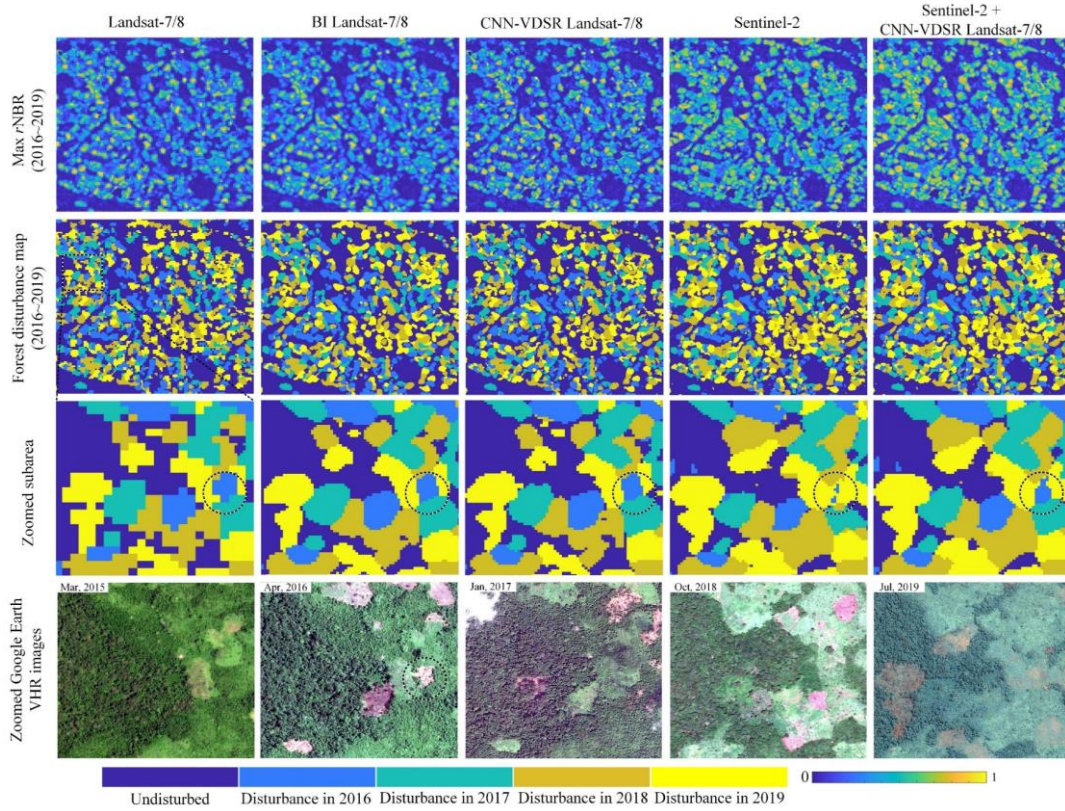 Landsat-7/8
BI Landsat-7/8
CNN-VDSR Landsat-7/8
Sentinel-2
Sentinel-2 +
CNN-VDSR Landsat-7/8
Max rNBR
(2016~2019)
Forest disturbance map
(2016~2019)
Zoomed subarea
Zoomed Google Earth
VHR images
Mar, 2015
Apr, 2016
Jan, 2017
Oct, 2018
Jul, 2019
Undisturbed
Disturbance in 2016
Disturbance in 2017
Disturbance in 2018
Disturbance in 2019
0
1